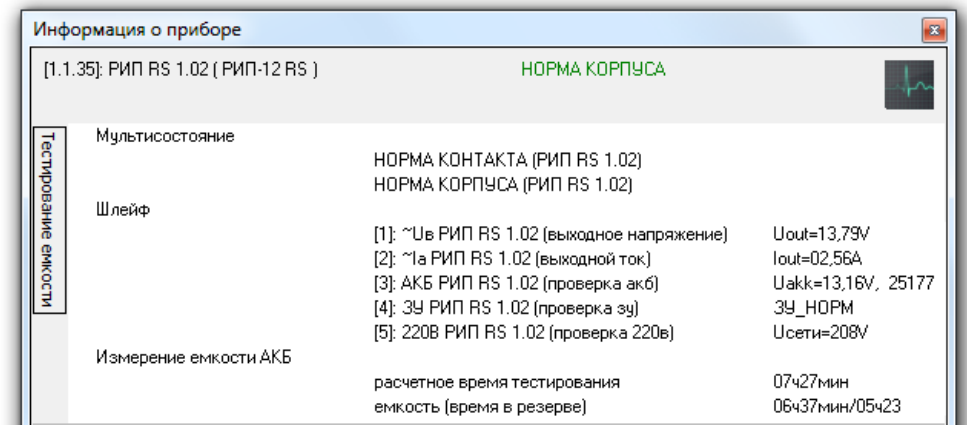 Информация о приборе
[1.1.35]: РИП RS 1.02 ( РИП-12 RS ) НОРМА КОРПУСА
Тестирование емкости
Мультисостояние
НОРМА КОНТАКТА (РИП RS 1.02)
НОРМА КОРПУСА (РИП RS 1.02)
Шлейф
[1]: ~Uв РИП RS 1.02 (выходное напряжение) Uout=13,79V
[2]: ~Iа РИП RS 1.02 (выходной ток) Iout=02,56A
[3]: АКБ РИП RS 1.02 (проверка акб) Uakk=13,16V, 25177
[4]: ЗУ РИП RS 1.02 (проверка зу) ЗУ_НОРМ
[5]: 220В РИП RS 1.02 (проверка 220в) Uсети=208V
Измерение емкости АКБ
расчетное время тестирования 07ч27мин
емкость (время в резерве) 06ч37мин/05ч23